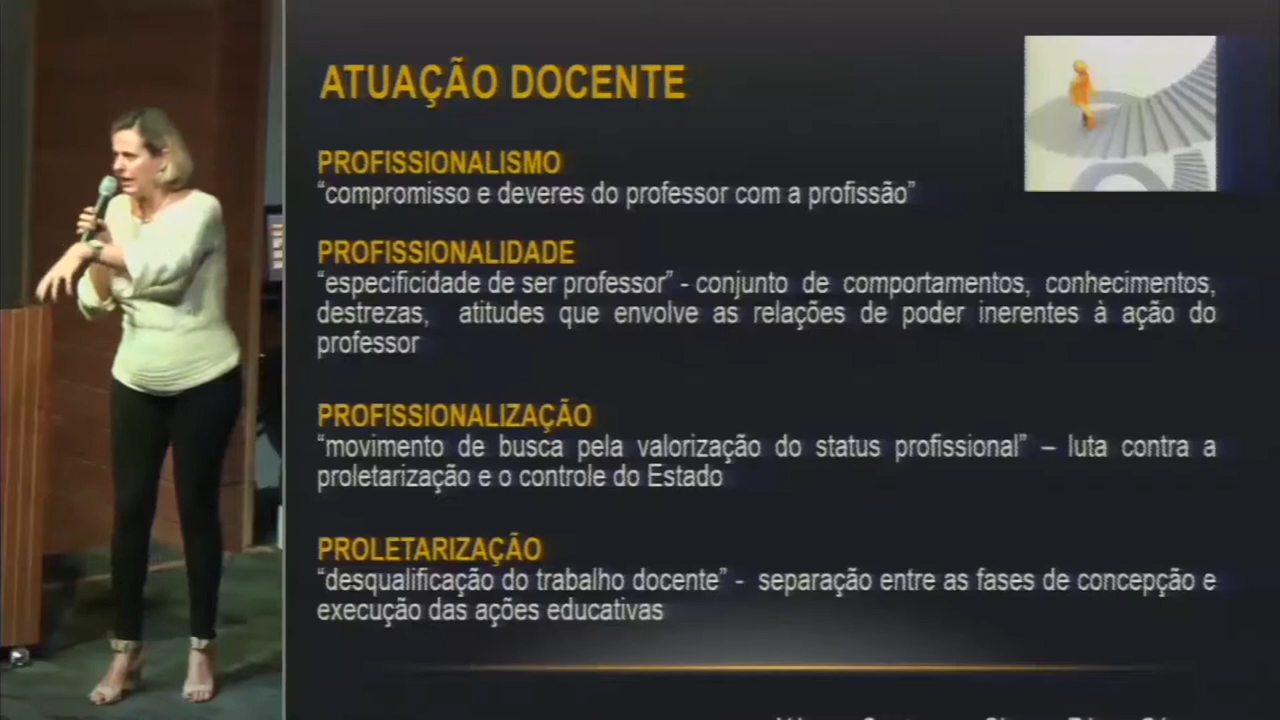 ATUAÇÃO DOCENTE
PROFISSIONALISMO
“compromisso e deveres do professor com a profissão”
PROFISSIONALIDADE
“especificidade de ser professor” - conjunto de comportamentos, conhecimentos,
destrezas, atitudes que envolve as relações de poder inerentes à ação do
professor
PROFISSIONALIZAÇÃO
“movimento de busca pela valorização do status profissional” – luta contra a
proletarização e o controle do Estado
PROLETARIZAÇÃO
“desqualificação do trabalho docente” - separação entre as fases de concepção e
execução das ações educativas